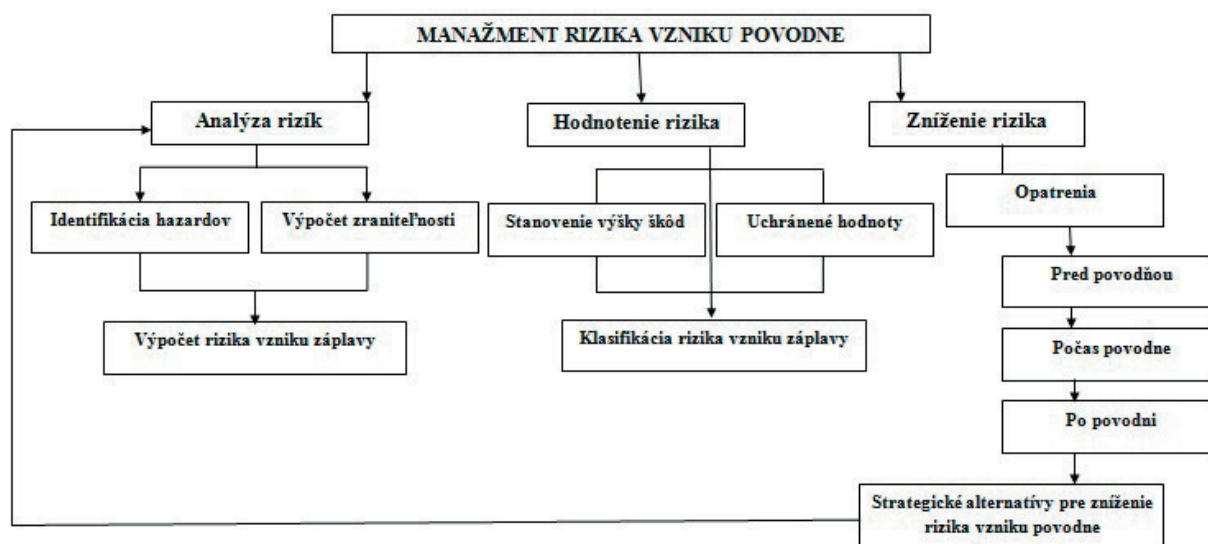 MANAŽMENT RIZIKA VZNIKU POVODNE
Analýza rizík
Hodnotenie rizika
Zníženie rizika
Opatrenia
Identifikácia hazardov
Výpočet zraniteľnosti
Stanovenie výšky škôd
Uchránené hodnoty
Pred povodňou
Výpočet rizika vzniku záplavy
Klasifikácia rizika vzniku záplavy
Počas povodne
Po povodni
Strategické alternatívy pre zníženie
rizika vzniku povodne